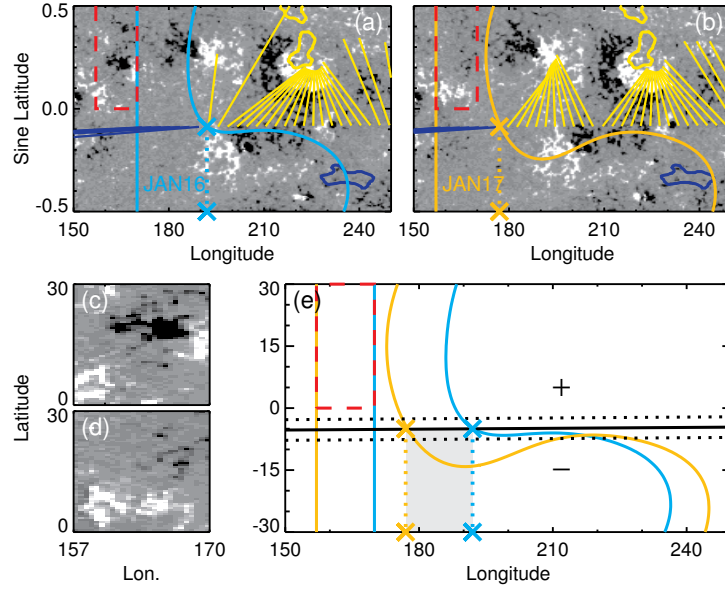 0.5
0.0
-0.5
Sine Latitude
(a)
JAN16
150 180 210 240
Longitude
(b)
JAN17
150 180 210 240
Longitude
30
(c)
0
30
(d)
0
Latitude
157 170
Lon.
30
15
0
-15
-30
(e)
+
−
150 180 210 240
Longitude